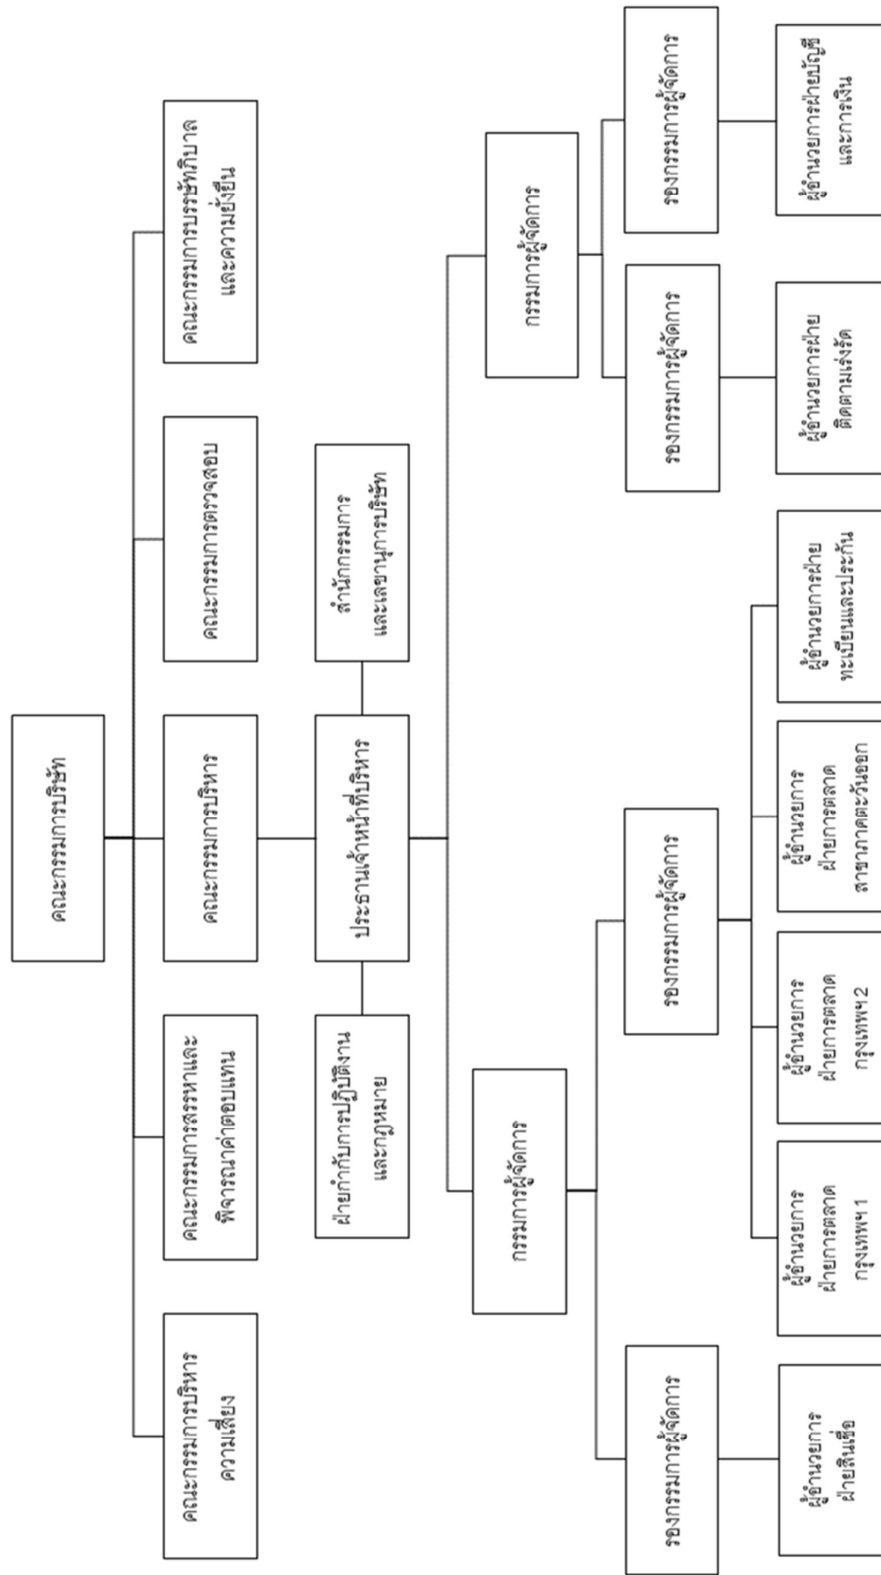 คณะกรรมการบริษัท
คณะกรรมการบริหาร
ความเสี่ยง
คณะกรรมการสรรหาและ
พิจารณาค่าตอบแทน
คณะกรรมการบริหาร
คณะกรรมการตรวจสอบ
คณะกรรมการบรรษัทภิบาล
และความยั่งยืน
ฝ่ายกำกับการปฏิบัติงาน
และกฎหมาย
ประธานเจ้าหน้าที่บริหาร
สำนักกรรมการ
และเลขานุการบริษัท
กรรมการผู้จัดการ
กรรมการผู้จัดการ
รองกรรมการผู้จัดการ
รองกรรมการผู้จัดการ
รองกรรมการผู้จัดการ
รองกรรมการผู้จัดการ
ผู้อำนวยการ
ฝ่ายสินเชื่อ
ผู้อำนวยการ
ฝ่ายการตลาด
กรุงเทพฯ 1
ผู้อำนวยการ
ฝ่ายการตลาด
กรุงเทพฯ 2
ผู้อำนวยการ
ฝ่ายการตลาด
สาขาภาคตะวันออก
ผู้อำนวยการฝ่าย
ทะเบียนและประกัน
ผู้อำนวยการฝ่าย
ติดตามเร่งรัด
ผู้อำนวยการฝ่ายบัญชี
และการเงิน